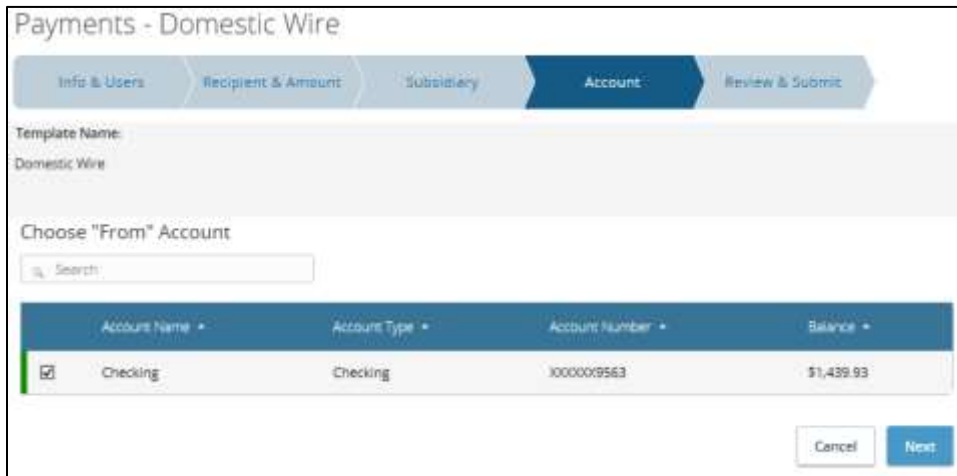 Payments - Domestic Wire
Info & Users Recipient & Amount Subsidiary Account Review & Submit
Template Name:
Domestic Wire
Choose "From" Account
Search
Account Name Account Type Account Number Balance
Checking Checking XXXXXX9563 $1,439.93
Cancel Next